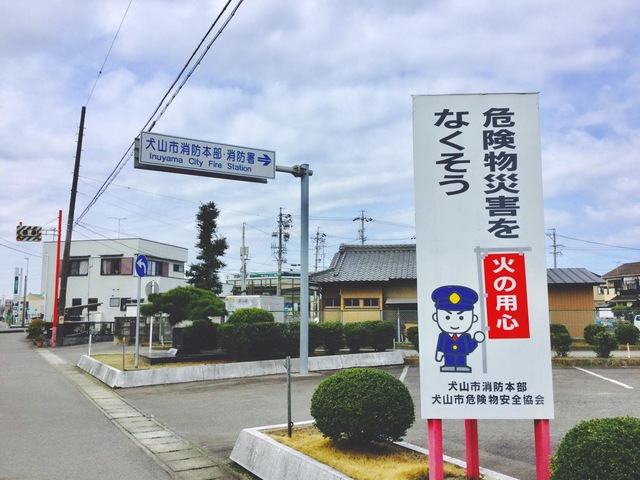 犬山市消防本部・消防署
Inuyama City Fire Station
危険物災害を
なくそう
火の用心
犬山市消防本部
犬山市危険物安全協会